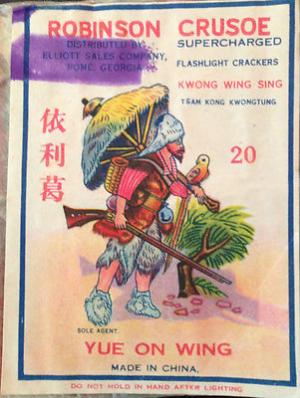 ROBINSON CRUSOE
DISTRIBUTED BY
ELLIOTT SALES COMPANY,
ROME, GEORGIA
SUPERCHARGED
FLASHLIGHT CRACKERS
KWONG WING SING
TSAM KONG KWONGTUNG
依利葛
20
SOLE AGENT
YUE ON WING
MADE IN CHINA.
DO NOT HOLD IN HAND AFTER LIGHTING